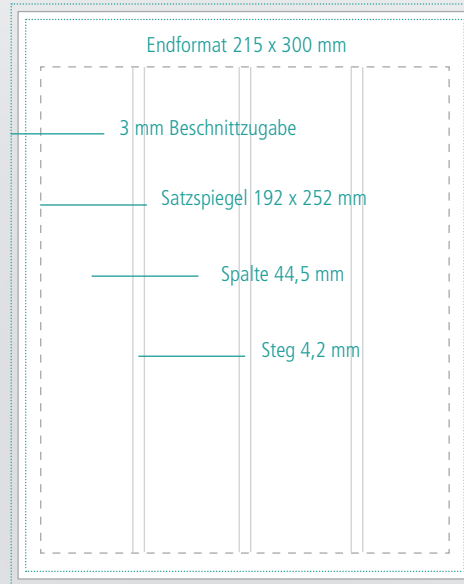 Endformat 215 x 300 mm
3 mm Beschnittzugabe
Satzspiegel 192 x 252 mm
Spalte 44,5 mm
Steg 4,2 mm